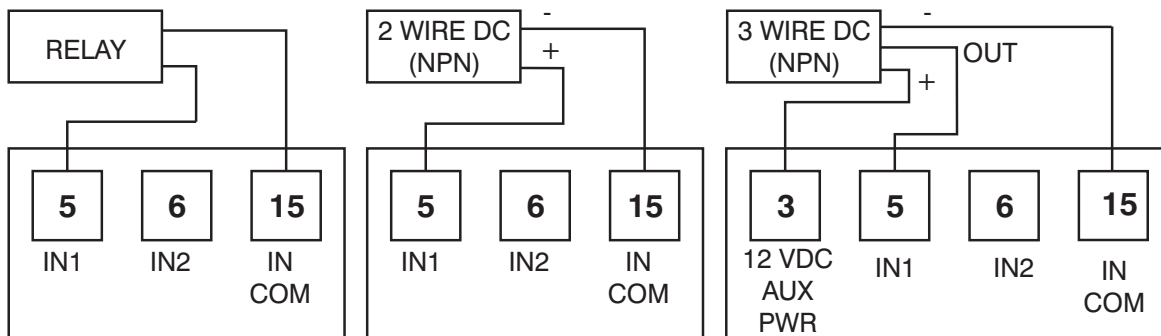 RELAY
5
6
15
IN1
IN2
IN
COM
2 WIRE DC
(NPN)
-
+
5
6
15
IN1
IN2
IN
COM
3 WIRE DC
(NPN)
-
OUT
+
3
5
6
15
12 VDC
AUX
PWR
IN1
IN2
IN
COM